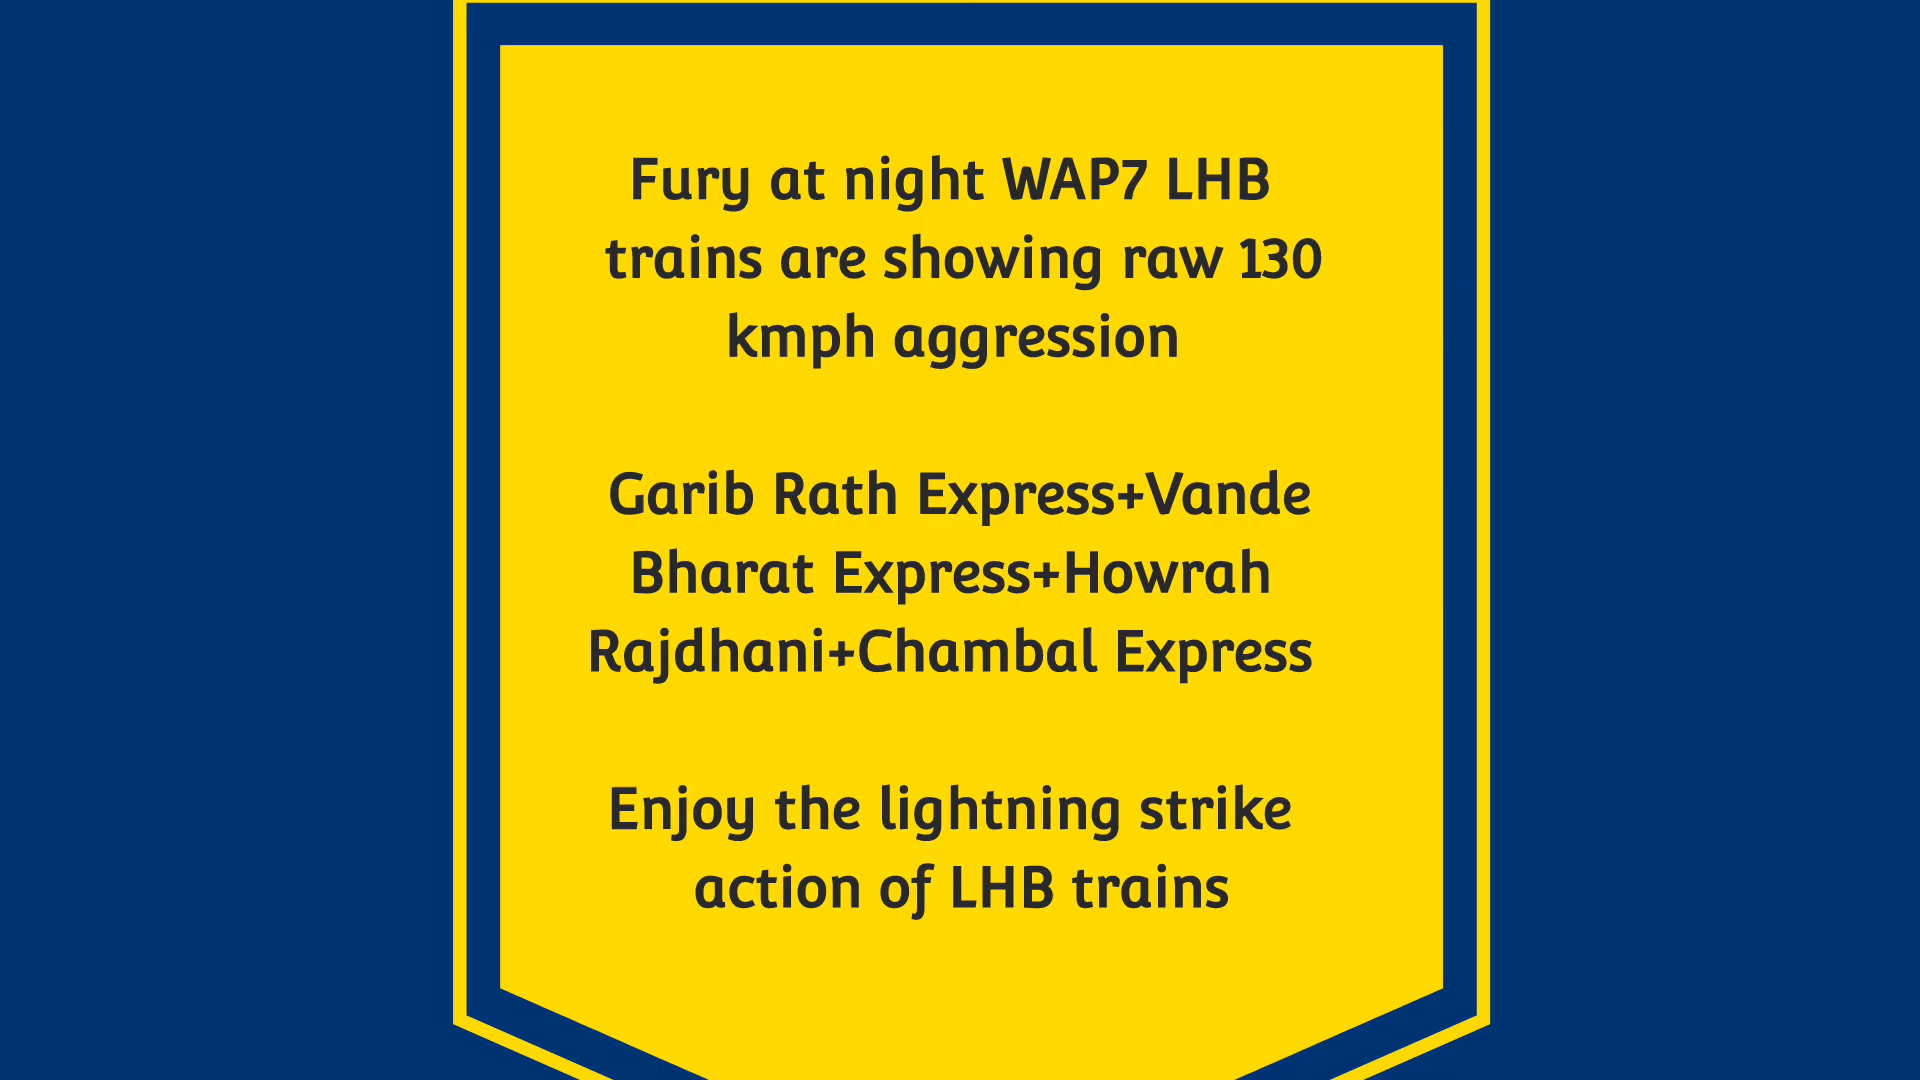 Fury at night WAP7 LHB
trains are showing raw 130
kmph aggression
Garib Rath Express+Vande
Bharat Express+Howrah
Rajdhani+Chambal Express
Enjoy the lightning strike
action of LHB trains